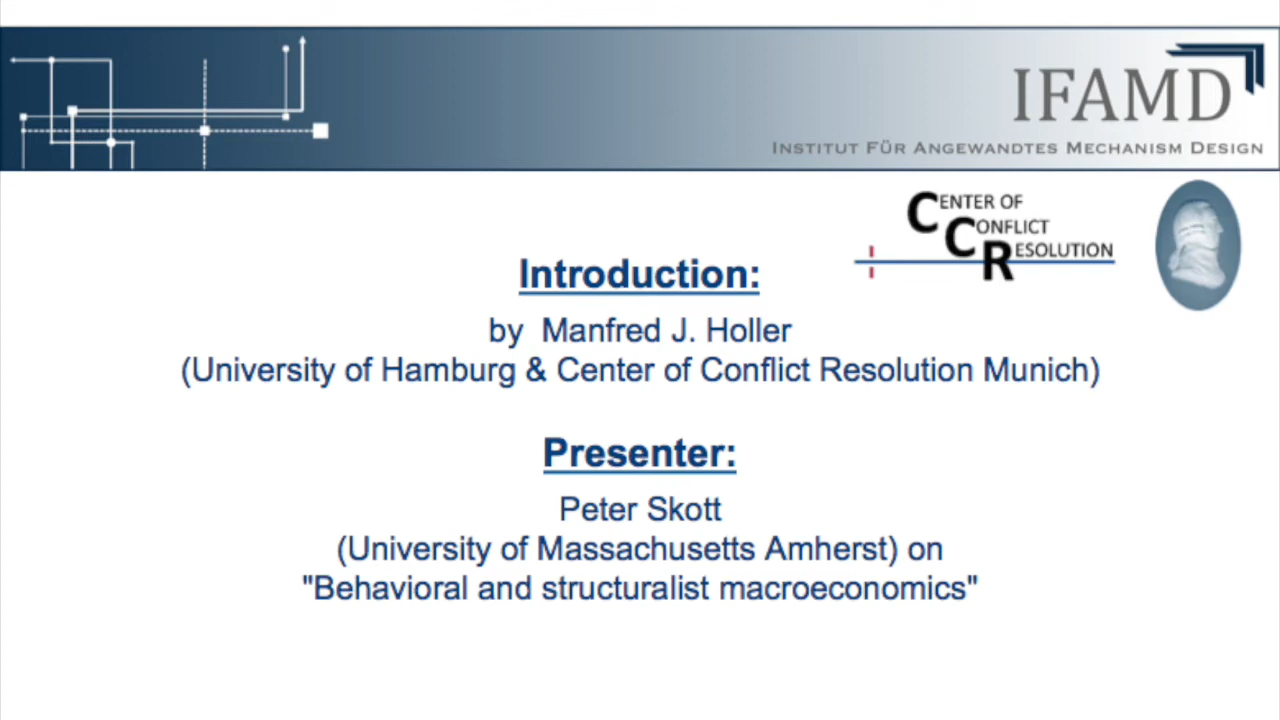 IFAMD
INSTITUT FÜR ANGEWANDTES MECHANISM DESIGN
CENTER OF
CONFLICT
RESOLUTION
Introduction:
by Manfred J. Holler
(University of Hamburg & Center of Conflict Resolution Munich)
Presenter:
Peter Skott
(University of Massachusetts Amherst) on
"Behavioral and structuralist macroeconomics"